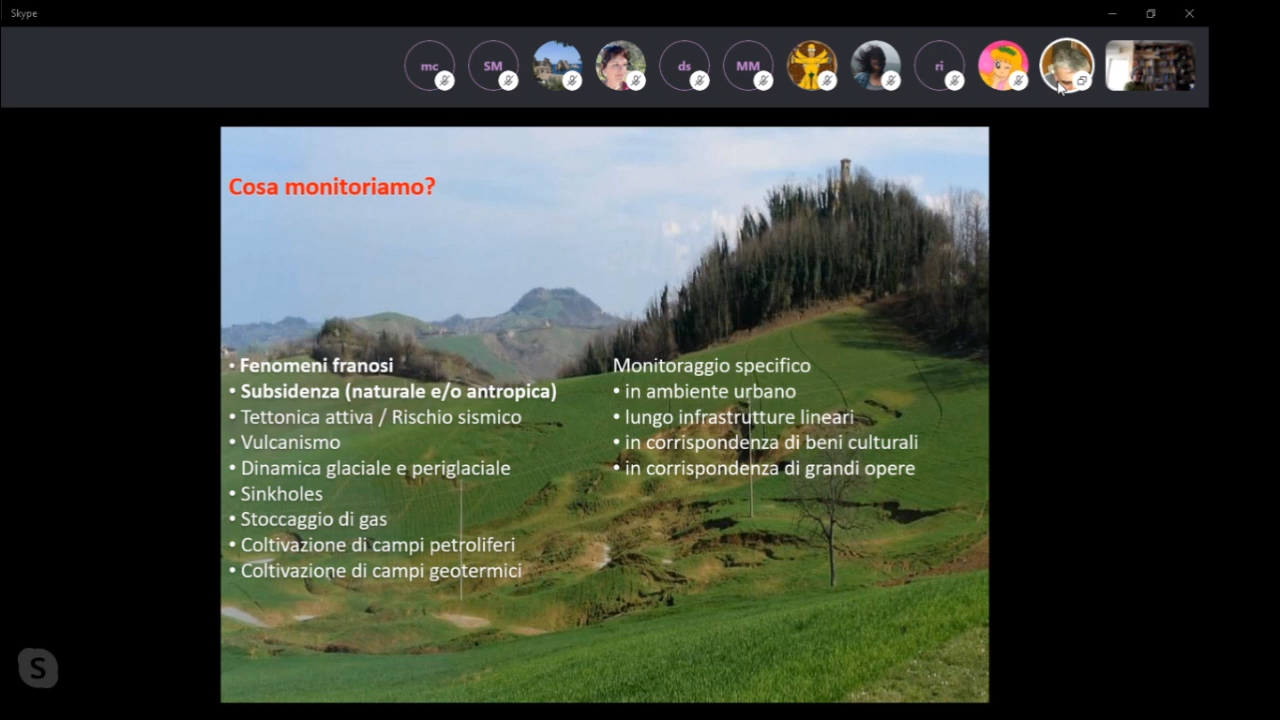 Skype
mc
SM
ds
MM
ri
Cosa monitoriamo?
• Fenomeni franosi
• Subsidenza (naturale e/o antropica)
• Tettonica attiva / Rischio sismico
• Vulcanismo
• Dinamica glaciale e periglaciale
• Sinkholes
• Stoccaggio di gas
• Coltivazione di campi petroliferi
• Coltivazione di campi geotermici
Monitoraggio specifico
• in ambiente urbano
• lungo infrastrutture lineari
• in corrispondenza di beni culturali
• in corrispondenza di grandi opere
S